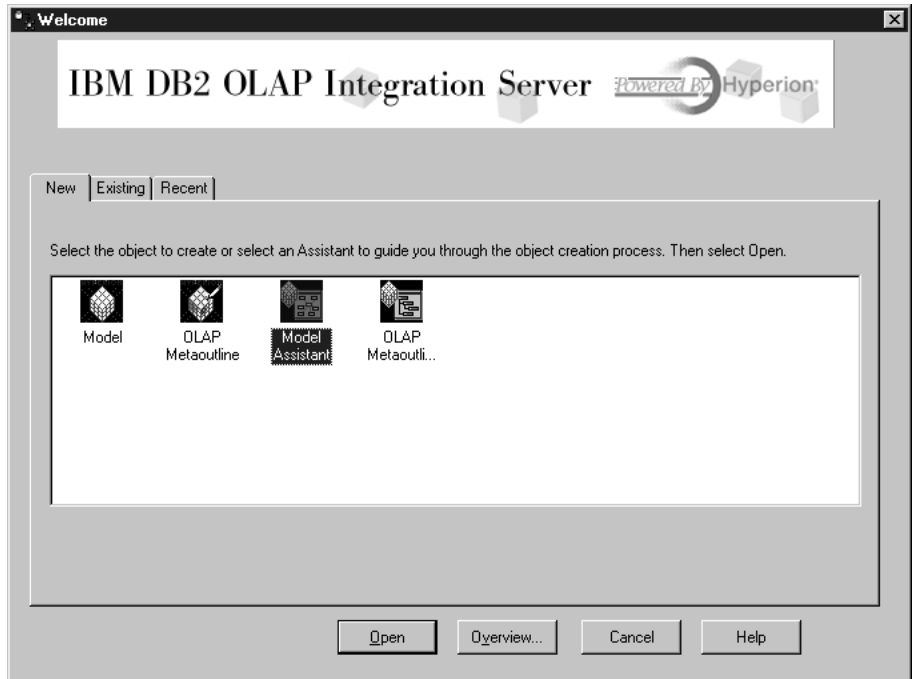 Welcome
IBM DB2 OLAP Integration Server Powered By Hyperion
New Existing Recent
Select the object to create or select an Assistant to guide you through the object creation process. Then select Open.
Model
OLAP
Metaoutline
Model
Assistant
OLAP
Metaoutli...
Open Overview... Cancel Help